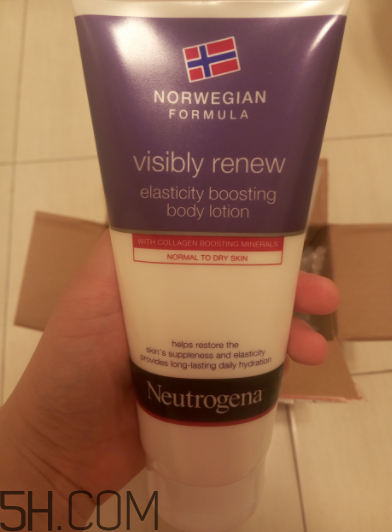 NORWEGIAN
FORMULA
visibly renew
elasticity boosting
body lotion
WITH COLLAGEN BOOSTING MINERALS
NORMAL TO DRY SKIN
helps restore the
skin's suppleness and elasticity
provides long-lasting daily hydration
Neutrogena
5H.COM